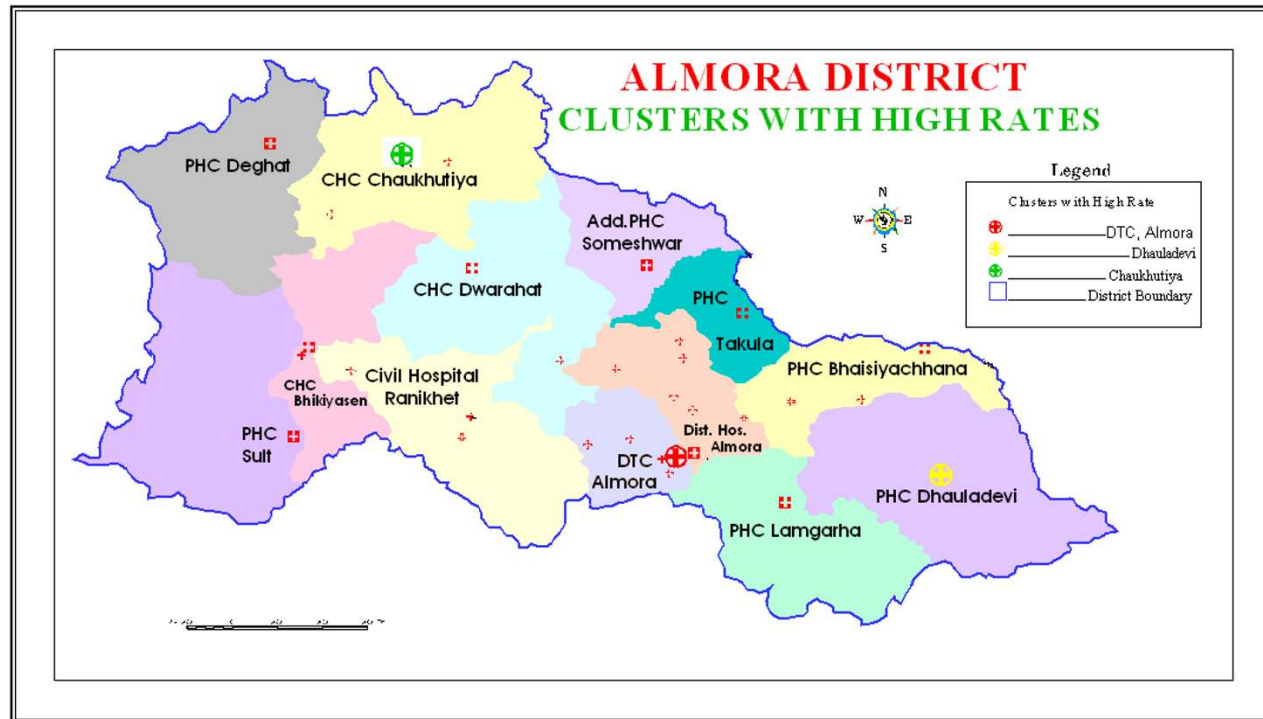 ALMORA DISTRICT
CLUSTERS WITH HIGH RATES
PHC Deghat
CHC Chaukhutiya
Add.PHC
Someshwar
CHC Dwarahat
PHC
Takula
PHC Bhaisiyachhana
Civil Hospital
Ranikhet
CHC
Bhikiyasen
PHC
Sult
Dist. Hos.
Almora
DTC
Almora
PHC Dhauladevi
PHC Lamgarha
N
W
E
S
Legend
Clusters with High Rate
DTC, Almora
Dhauladevi
Chaukhutiya
District Boundary